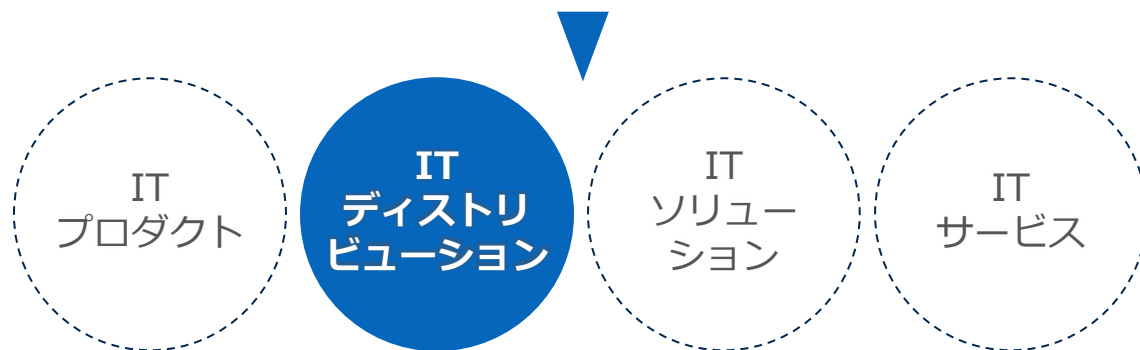 IT
プロダクト
IT
ディストリ
ビューション
IT
ソリュー
ション
IT
サービス